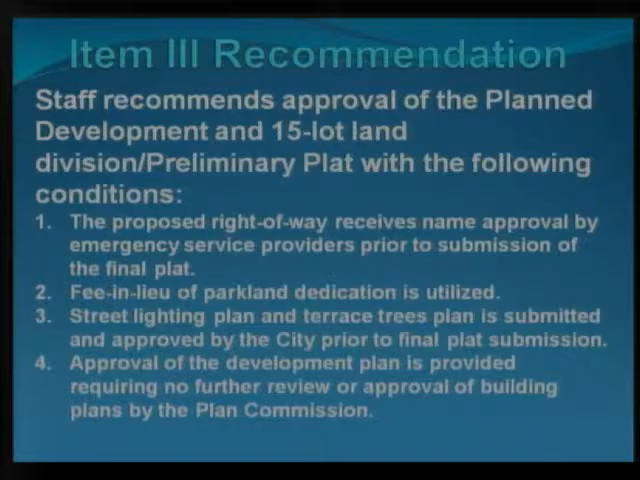 Item III Recommendation
Staff recommends approval of the Planned
Development and 15-lot land
division/Preliminary Plat with the following
conditions:
1. The proposed right-of-way receives name approval by
emergency service providers prior to submission of
the final plat.
2. Fee-in-lieu of parkland dedication is utilized.
3. Street lighting plan and terrace trees plan is submitted
and approved by the City prior to final plat submission.
4. Approval of the development plan is provided
requiring no further review or approval of building
plans by the Plan Commission.